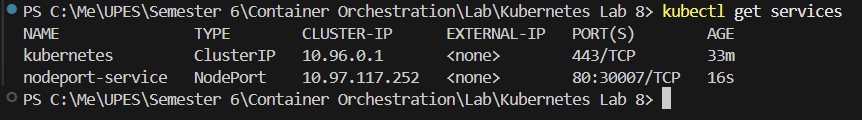 PS C:\Me\UPES\Semester 6\Container Orchestration\Lab\Kubernetes Lab 8> kubectl get services
NAME TYPE CLUSTER-IP EXTERNAL-IP PORT(S) AGE
kubernetes ClusterIP 10.96.0.1 <none> 443/TCP 33m
nodeport-service NodePort 10.97.117.252 <none> 80:30007/TCP 16s
PS C:\Me\UPES\Semester 6\Container Orchestration\Lab\Kubernetes Lab 8>